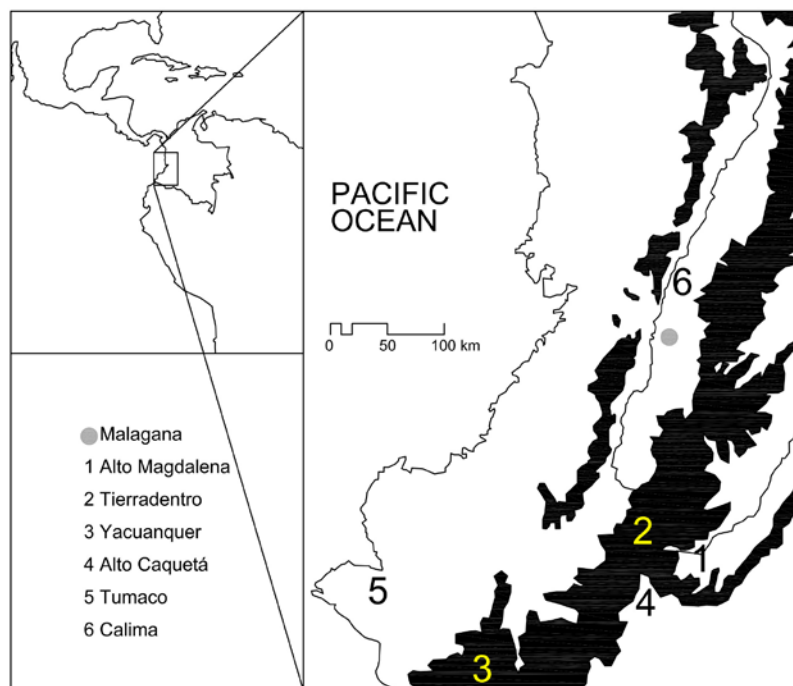 PACIFIC
OCEAN
6
0 50 100 km
Malagana
1 Alto Magdalena
2 Tierradentro
3 Yacuanquer
4 Alto Caquetá
5 Tumaco
6 Calima
2
1
5
4
3